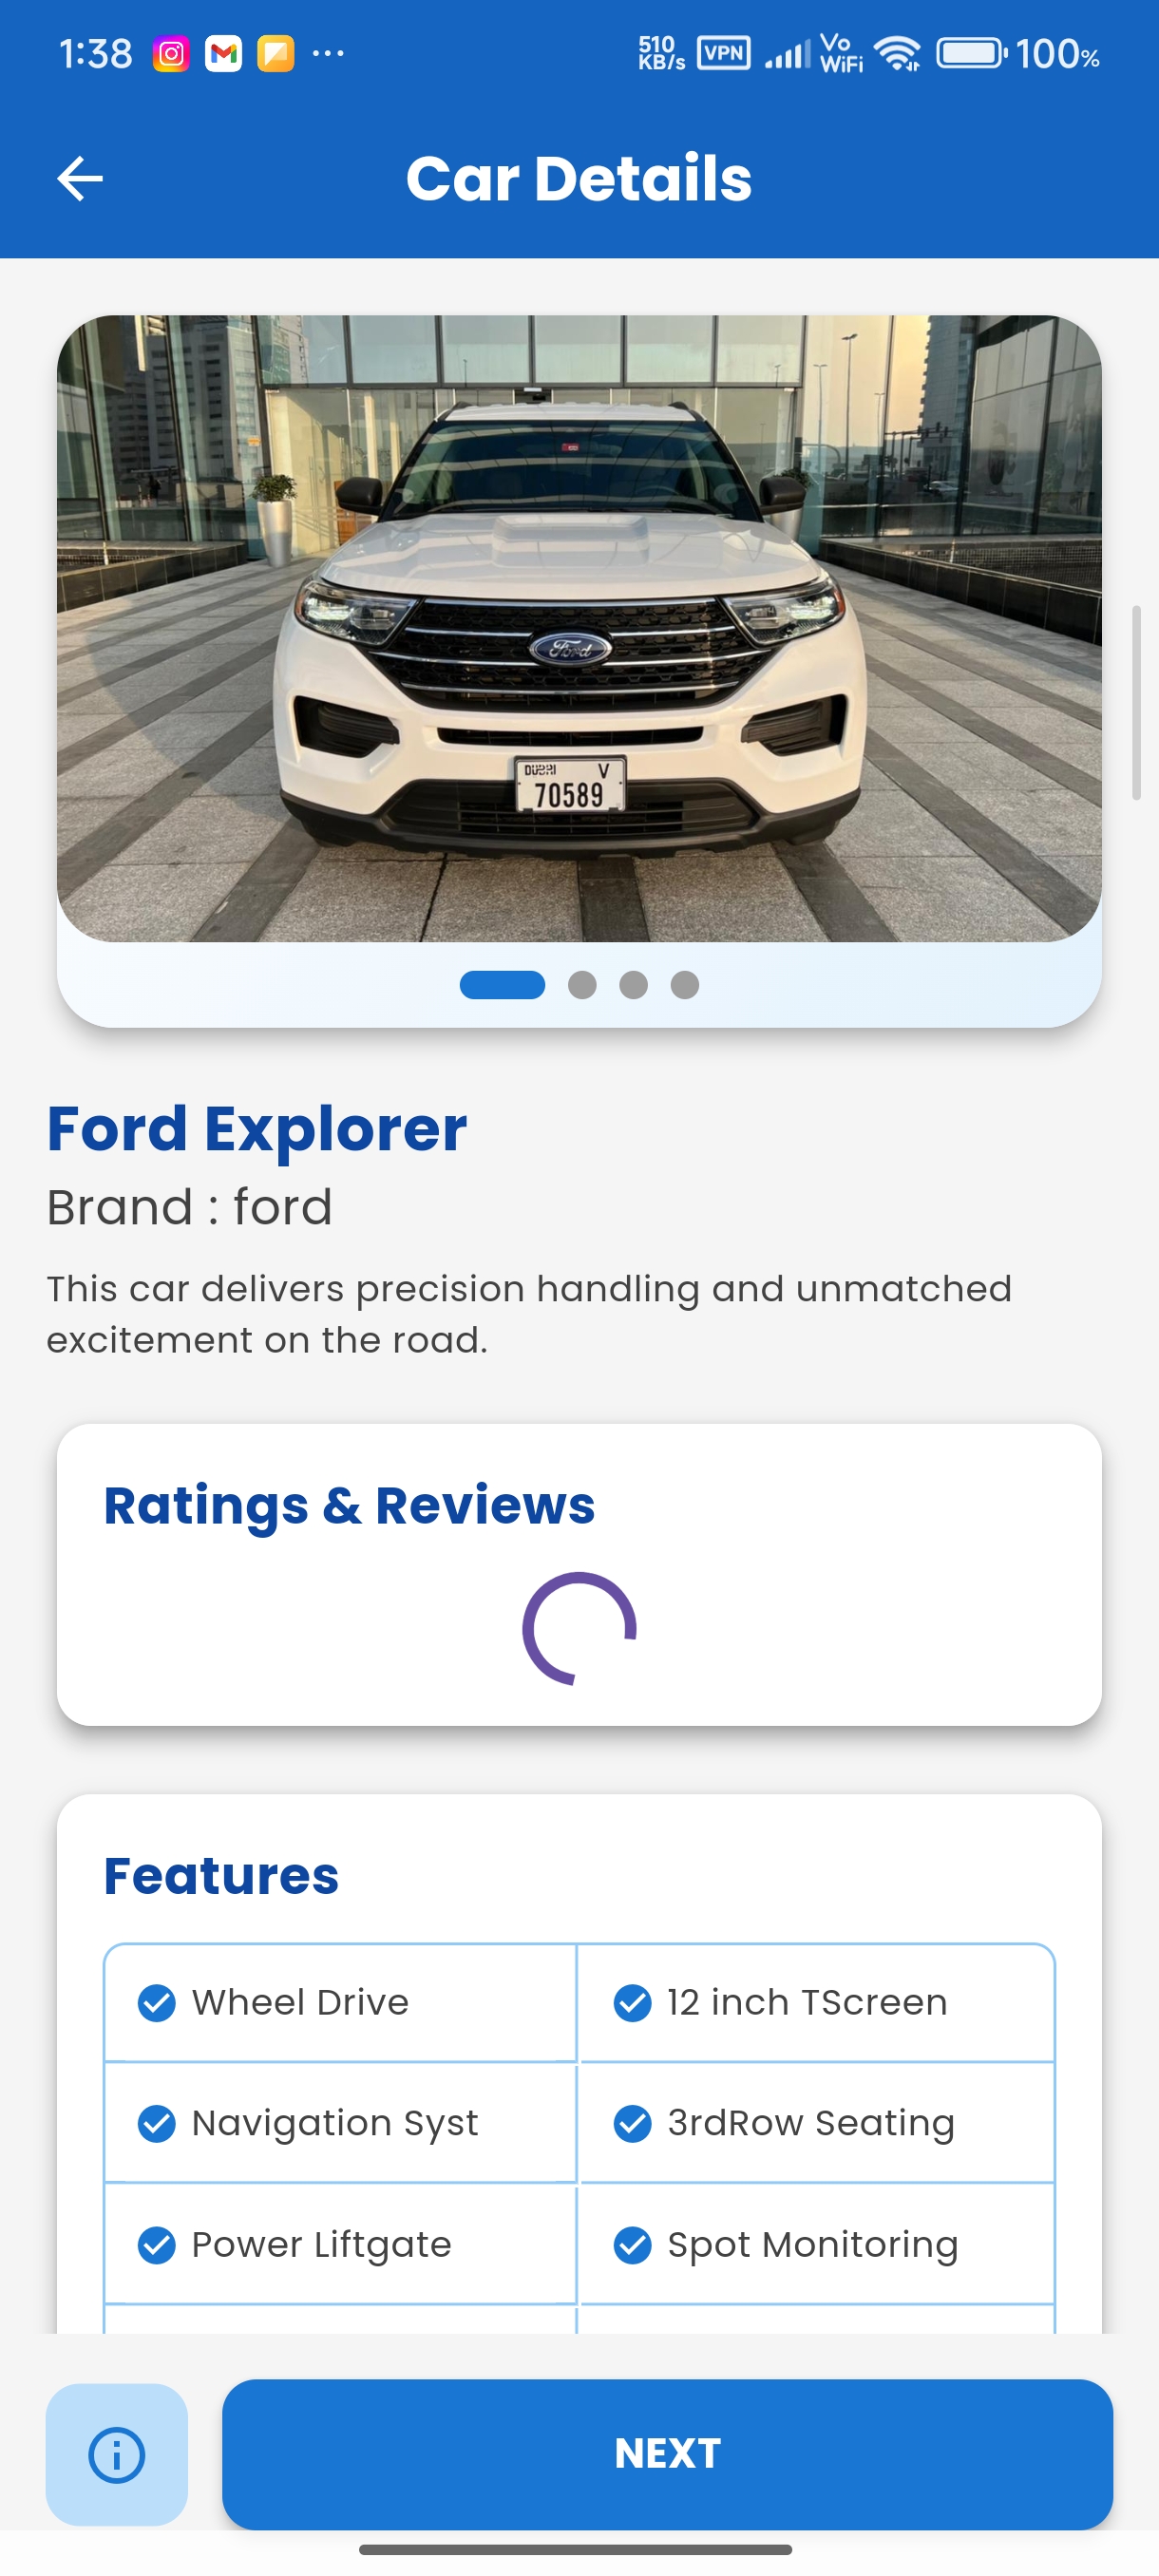 1:38
510
KB/s
VPN
Vo
WiFi
100%
Car Details
Ford
DUBAI V
70589
Ford Explorer
Brand : ford
This car delivers precision handling and unmatched
excitement on the road.
Ratings & Reviews
Features
Wheel Drive
12 inch TScreen
Navigation Syst
3rdRow Seating
Power Liftgate
Spot Monitoring
NEXT